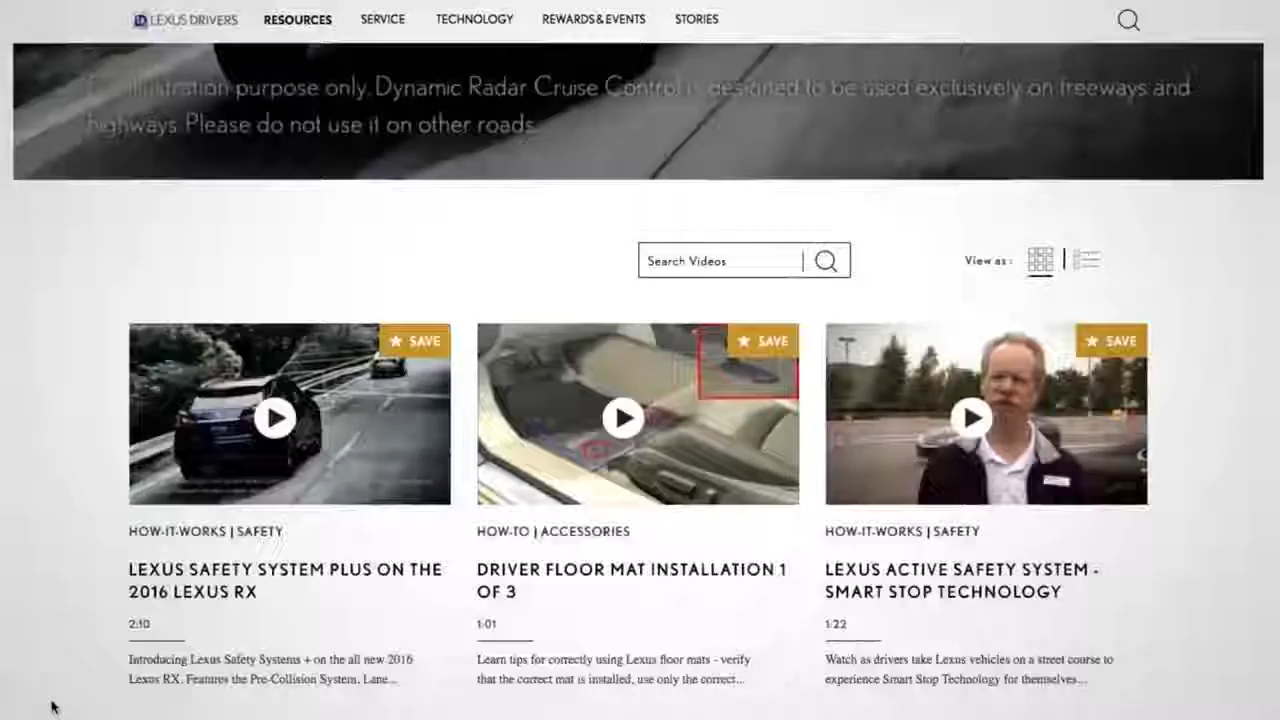 LEXUS DRIVERS RESOURCES SERVICE TECHNOLOGY REWARDS & EVENTS STORIES
illustration purpose only. Dynamic Radar Cruise Control is designed to be used exclusively on freeways and
highways. Please do not use it on other roads.
Search Videos
View as :
SAVE SAVE SAVE
HOW-IT-WORKS | SAFETY
LEXUS SAFETY SYSTEM PLUS ON THE
2016 LEXUS RX
2:10
Introducing Lexus Safety Systems + on the all new 2016
Lexus RX. Features the Pre-Collision System, Lane...
HOW-TO | ACCESSORIES
DRIVER FLOOR MAT INSTALLATION 1
OF 3
1:01
Learn tips for correctly using Lexus floor mats - verify
that the correct mat is installed, use only the correct...
HOW-IT-WORKS | SAFETY
LEXUS ACTIVE SAFETY SYSTEM -
SMART STOP TECHNOLOGY
1:22
Watch as drivers take Lexus vehicles on a street course to
experience Smart Stop Technology for themselves...